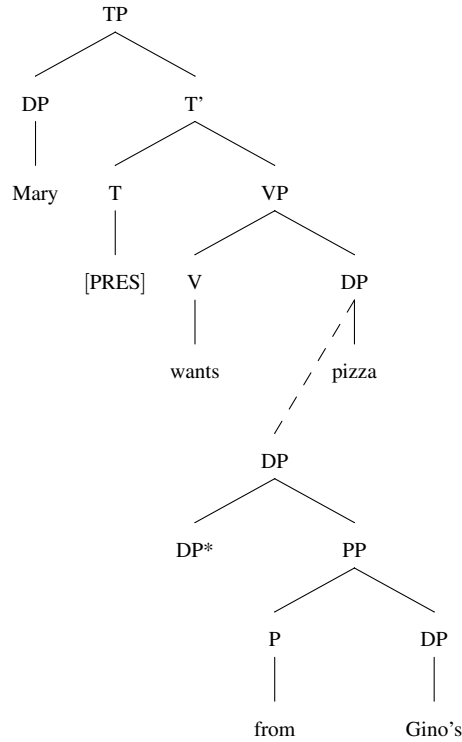 TP
DP T’
Mary T VP
[PRES] V DP
wants pizza
DP
DP* PP
P DP
from Gino’s